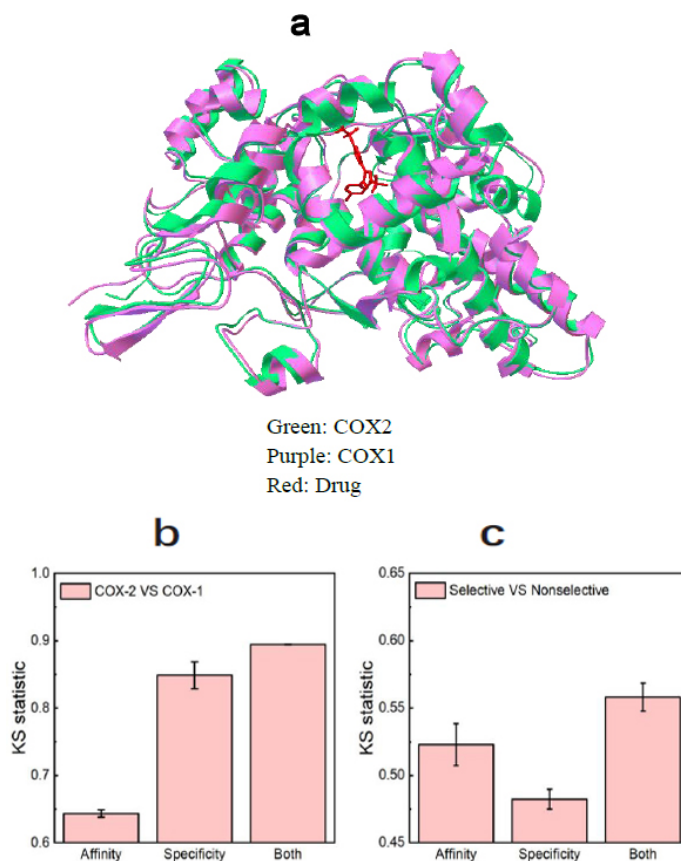 a
Green: COX2
Purple: COX1
Red: Drug
b
c
KS statistic
1.0
0.9
0.8
0.7
0.6
COX-2 VS COX-1
Affinity
Specificity
Both
KS statistic
0.65
0.60
0.55
0.50
0.45
Selective VS Nonselective
Affinity
Specificity
Both